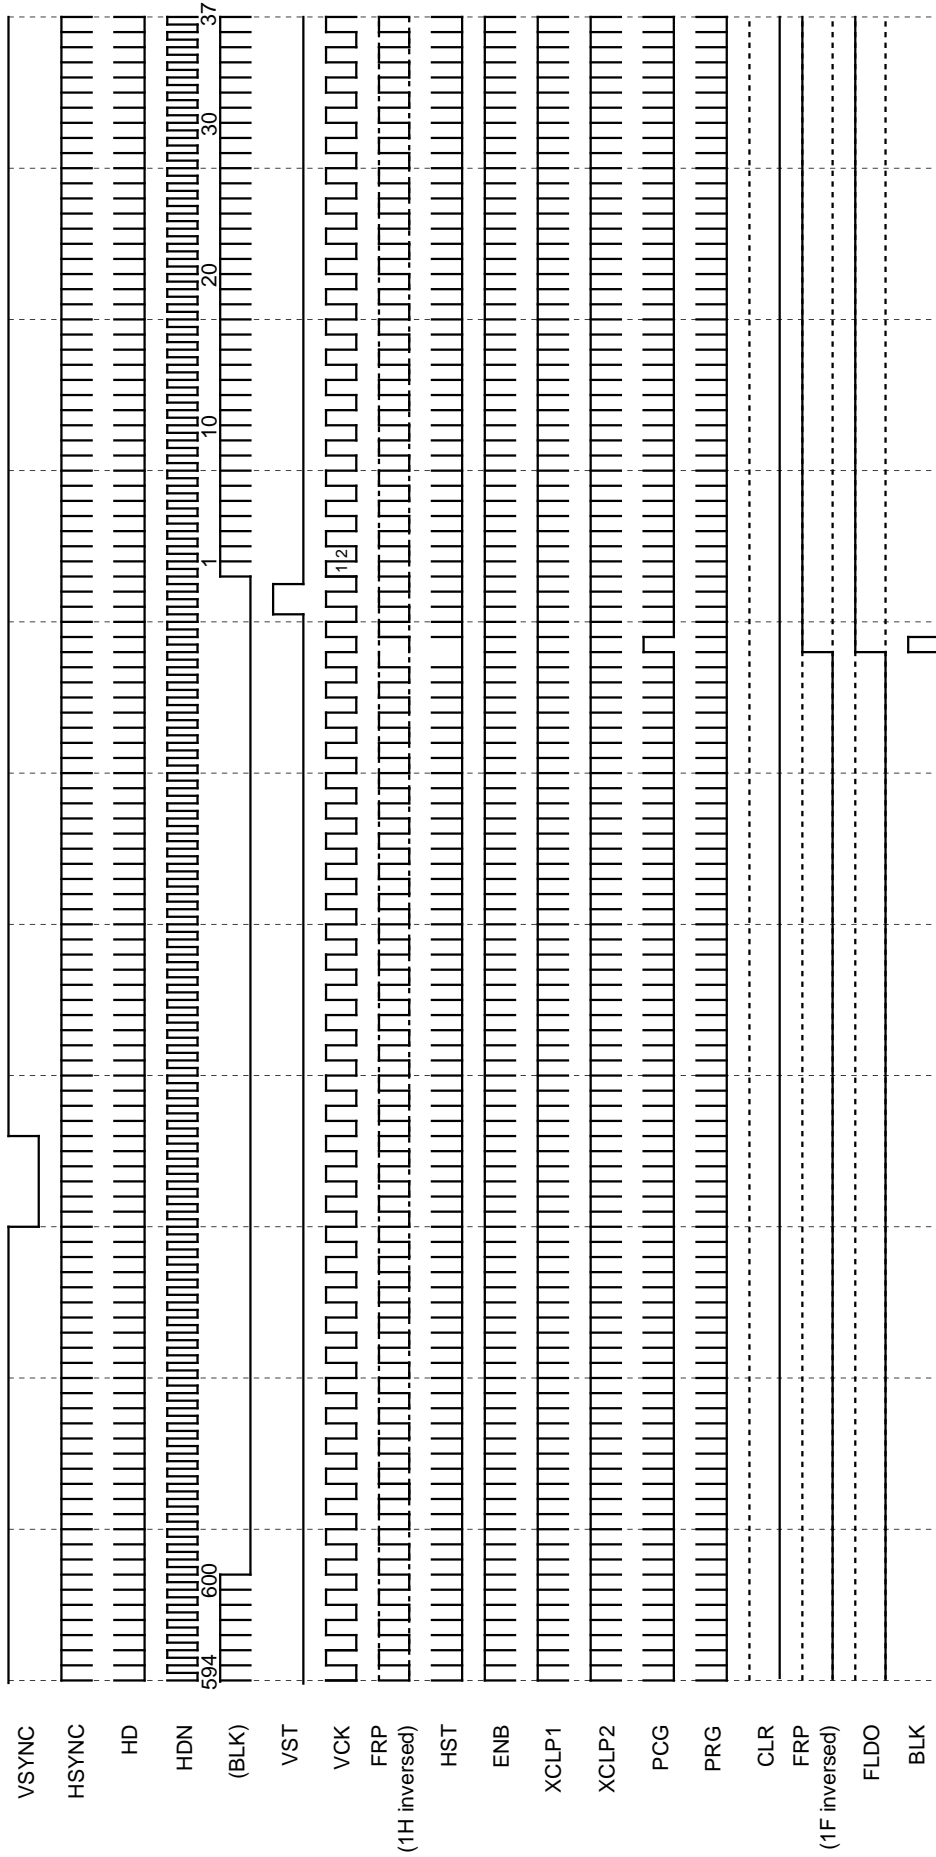 VSYNC
HSYNC
HD
HDN
594 600 1 10 20 30 37
(BLK)
VST
1 2
VCK
FRP
(1H inversed)
HST
ENB
XCLP1
XCLP2
PCG
PRG
CLR
FRP
(1F inversed)
FLDO
BLK